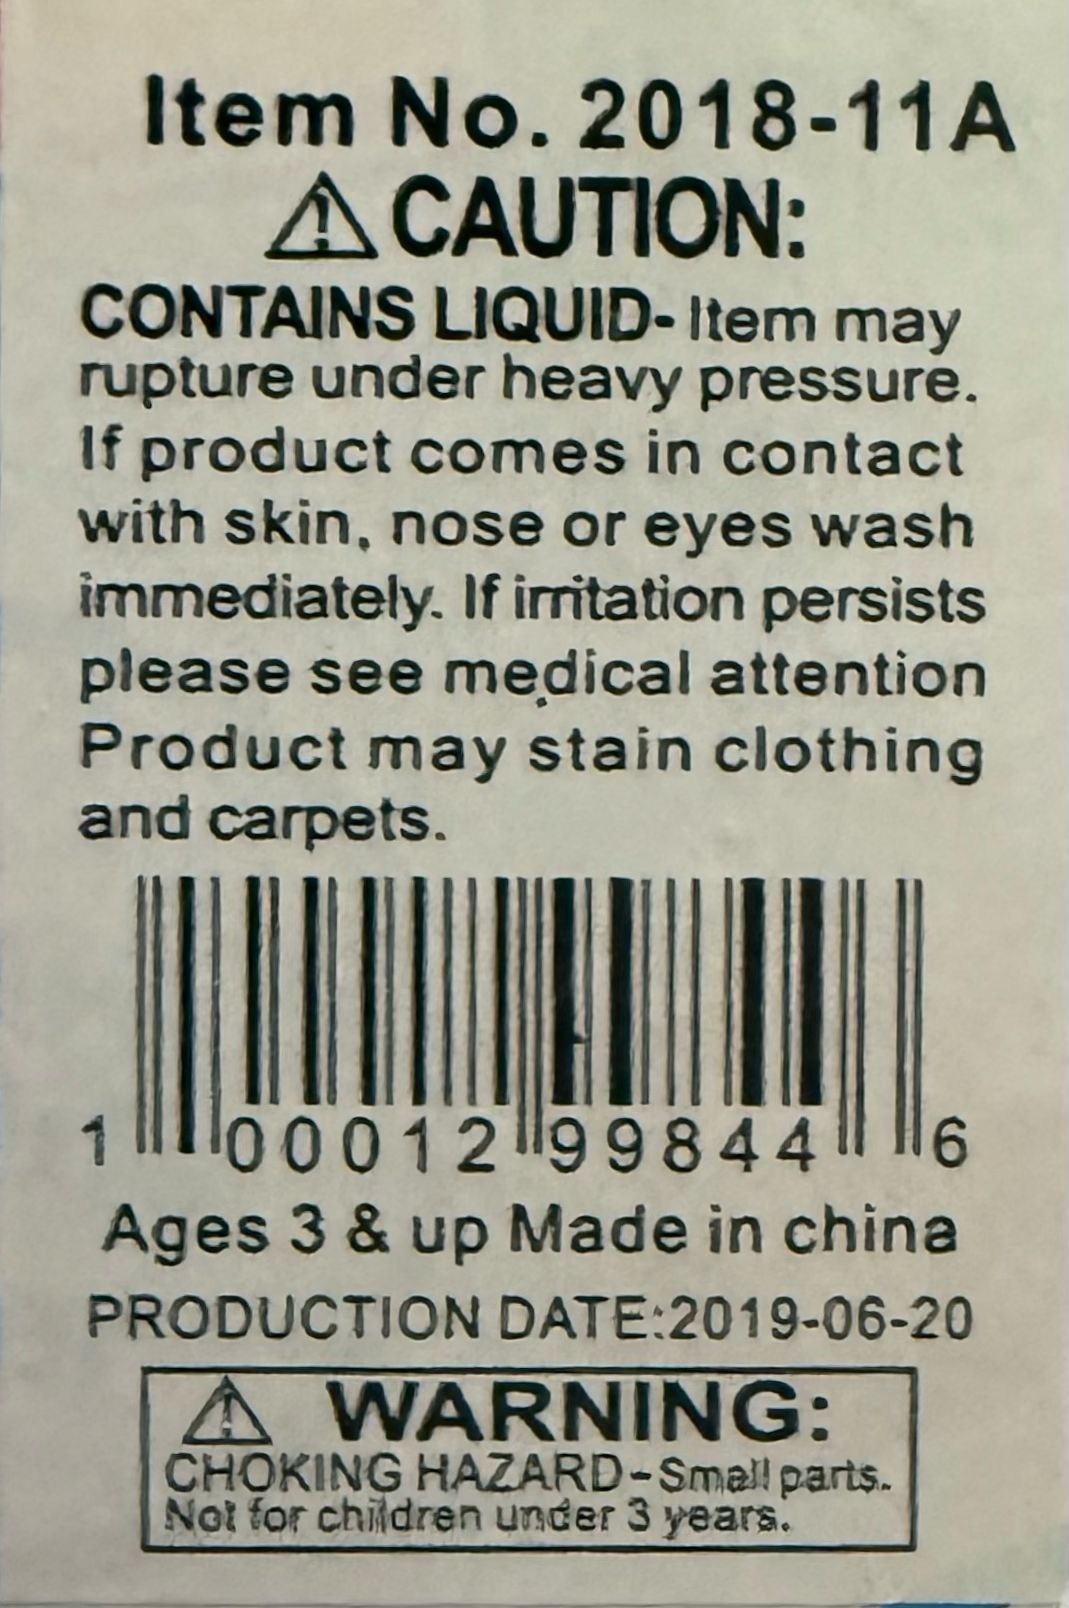 Item No. 2018-11A
⚠ CAUTION:
CONTAINS LIQUID- Item may
rupture under heavy pressure.
If product comes in contact
with skin, nose or eyes wash
immediately. If irritation persists
please see medical attention
Product may stain clothing
and carpets.
1 00012 99844 6
Ages 3 & up Made in china
PRODUCTION DATE:2019-06-20
⚠ WARNING:
CHOKING HAZARD-Small parts.
Not for children under 3 years.